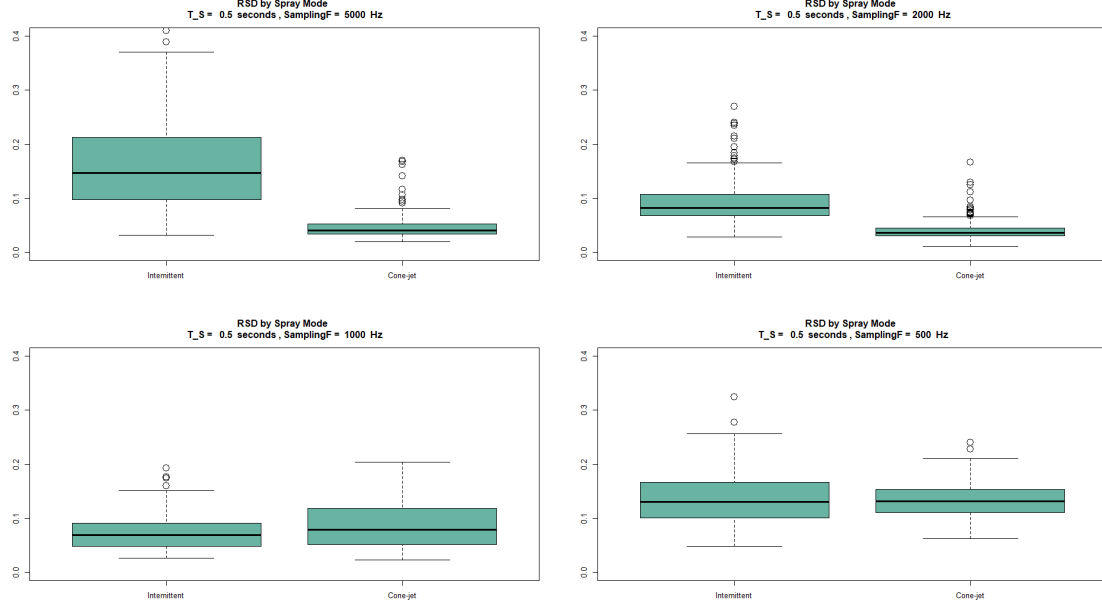 RSD by Spray Mode
T_S = 0.5 seconds , SamplingF = 5000 Hz
0.4
0.3
0.2
0.1
0.0
Intemittent
Cone-jet
RSD by Spray Mode
T_S = 0.5 seconds , SamplingF = 2000 Hz
0.4
0.3
0.2
0.1
0.0
Intemittent
Cone-jet
RSD by Spray Mode
T_S = 0.5 seconds , SamplingF = 1000 Hz
0.4
0.3
0.2
0.1
0.0
Intemittent
Cone-jet
RSD by Spray Mode
T_S = 0.5 seconds , SamplingF = 500 Hz
0.4
0.3
0.2
0.1
0.0
Intemittent
Cone-jet